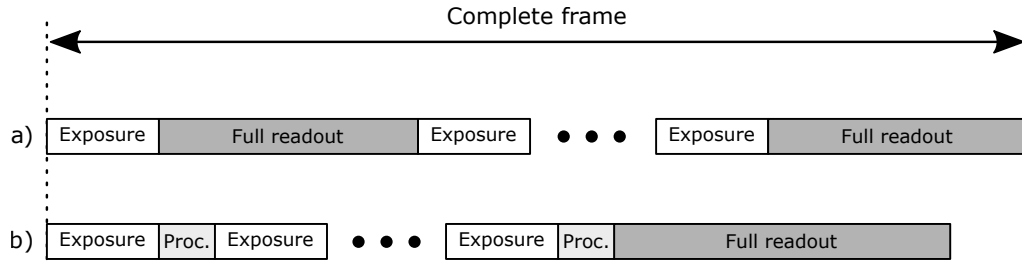 Complete frame
a) Exposure Full readout Exposure • • • Exposure Full readout
b) Exposure Proc. Exposure • • • Exposure Proc. Full readout